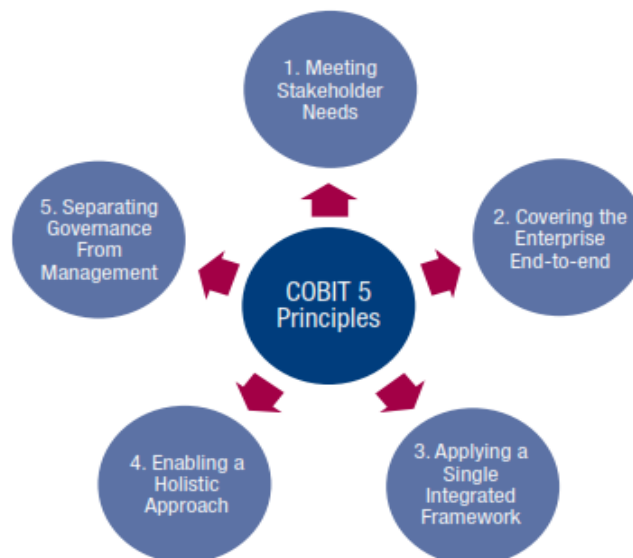 1. Meeting
Stakeholder
Needs
5. Separating
Governance
From
Management
2. Covering the
Enterprise
End-to-end
COBIT 5
Principles
4. Enabling a
Holistic
Approach
3. Applying a
Single
Integrated
Framework